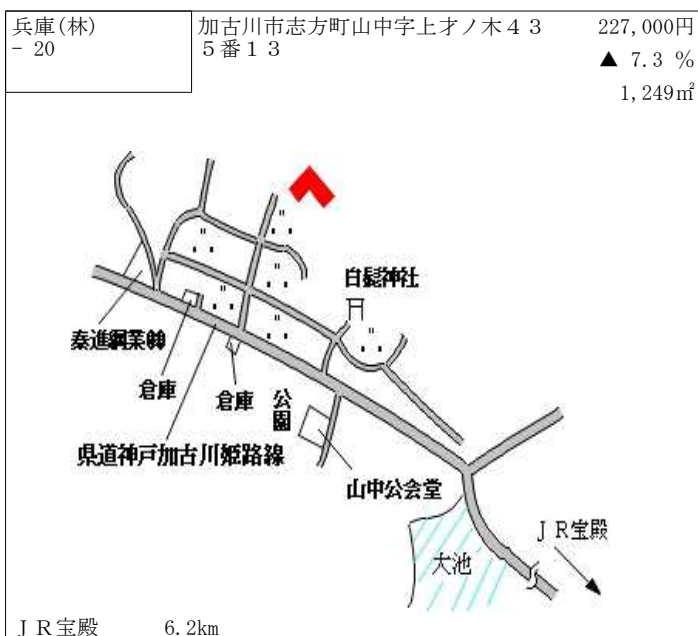 兵庫(林)
- 20
加古川市志方町山中字上才ノ木４３
５番１３
227,000円
▲ 7.3 %
1,249㎡
白髭神社
秦進鋼業㈱
倉庫
倉庫
公園
県道神戸加古川姫路線
山中公会堂
ＪＲ宝殿
大池
ＪＲ宝殿 6.2km